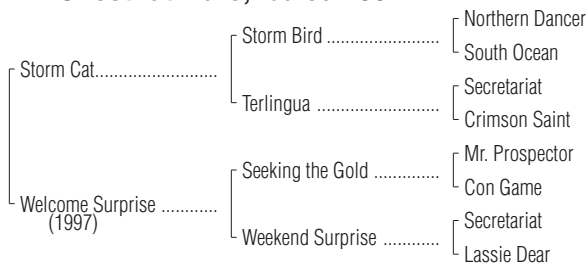 Northern Dancer
Storm Bird ..........................
South Ocean
Storm Cat............................
Secretariat
Terlingua ............................
Crimson Saint
Mr. Prospector
Seeking the Gold ................
Con Game
Welcome Surprise .............
(1997)
Secretariat
Weekend Surprise .............
Lassie Dear